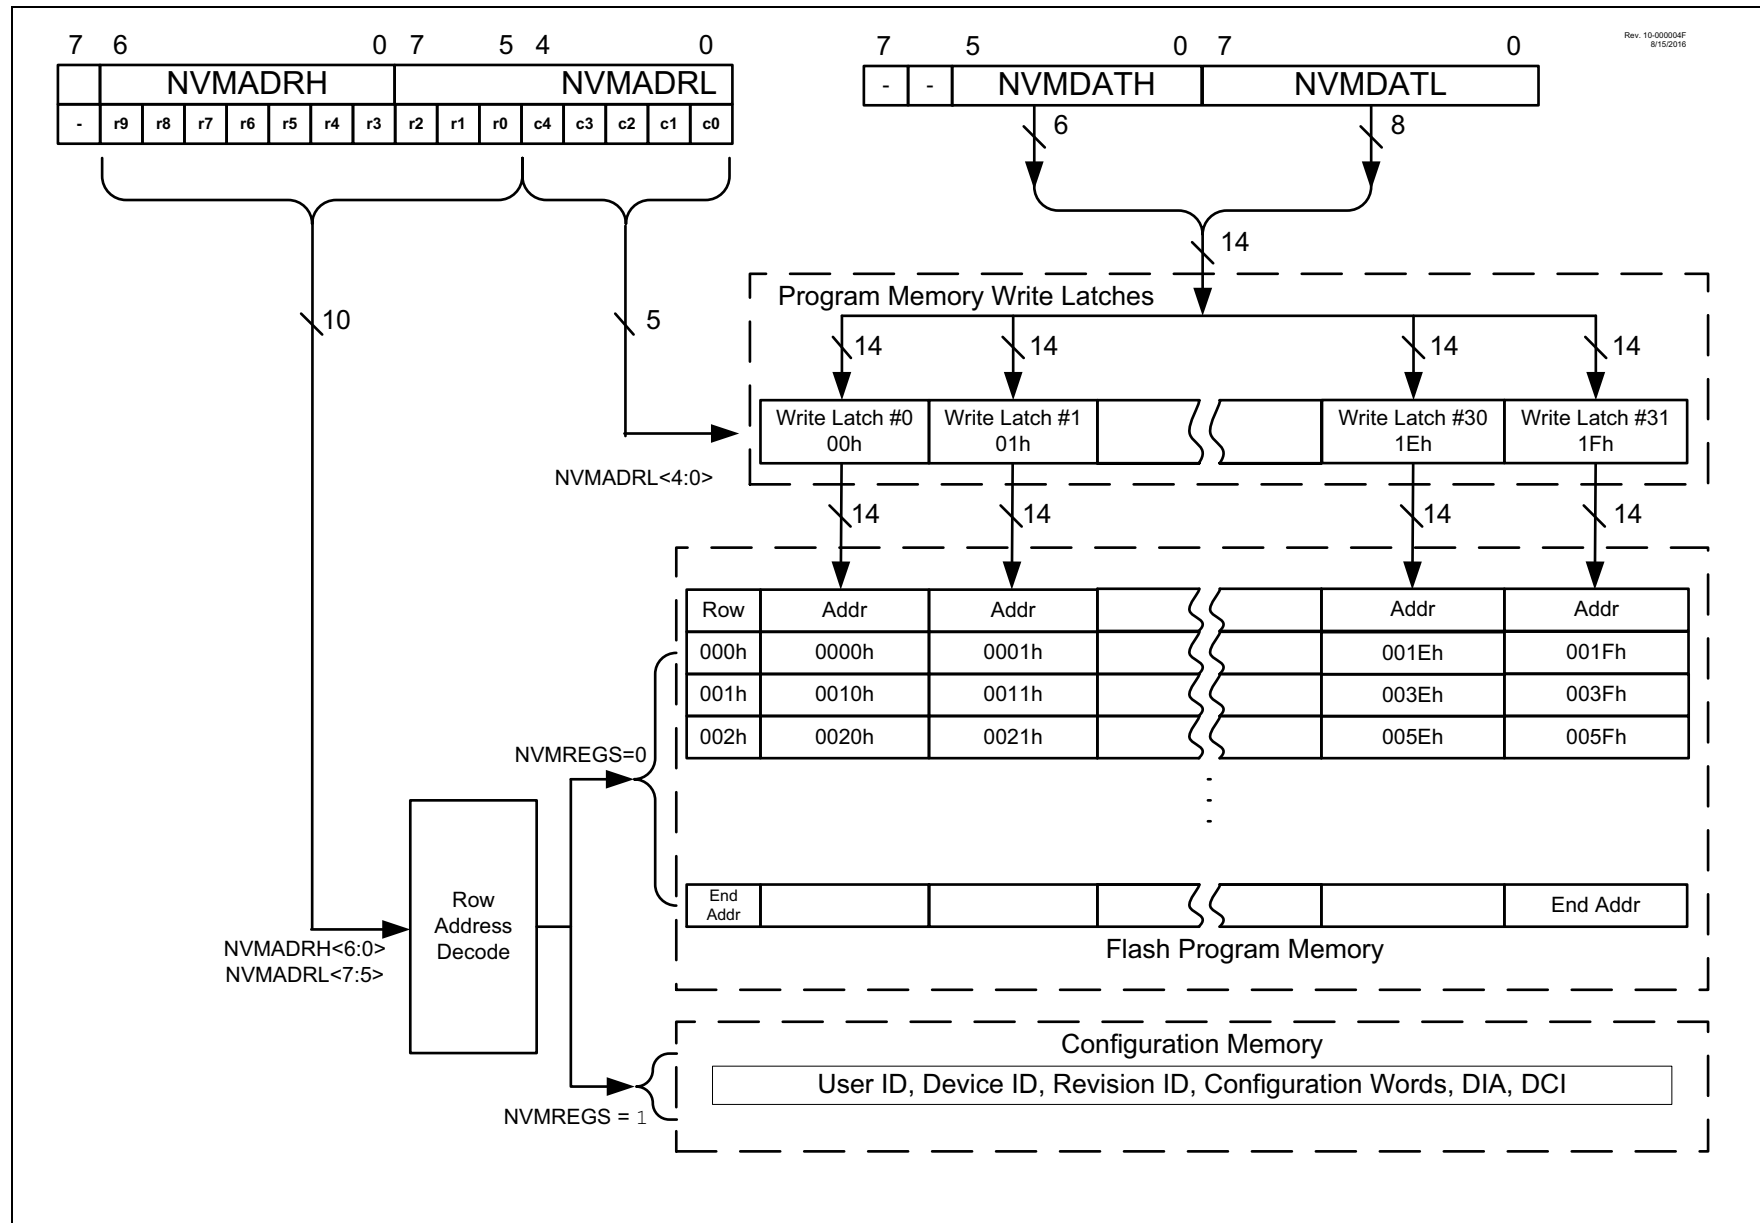 7 6 0 7 5 4 0
NVMADRH NVMADRL
- r9 r8 r7 r6 r5 r4 r3 r2 r1 r0 c4 c3 c2 c1 c0
7 5 0 7 0
- - NVMDATH NVMDATL
Rev. 10-000004F
8/15/2016
6 8
14
10 5
Program Memory Write Latches
14 14 14 14
Write Latch #0 Write Latch #1 Write Latch #30 Write Latch #31
00h 01h 1Eh 1Fh
NVMADRL<4:0>
14 14 14 14
Row Addr Addr Addr Addr
000h 0000h 0001h 001Eh 001Fh
001h 0010h 0011h 003Eh 003Fh
002h 0020h 0021h 005Eh 005Fh
NVMREGS=0
End
Addr
End Addr
Row
Address
Decode
NVMADRH<6:0>
NVMADRL<7:5>
Flash Program Memory
Configuration Memory
User ID, Device ID, Revision ID, Configuration Words, DIA, DCI
NVMREGS = 1